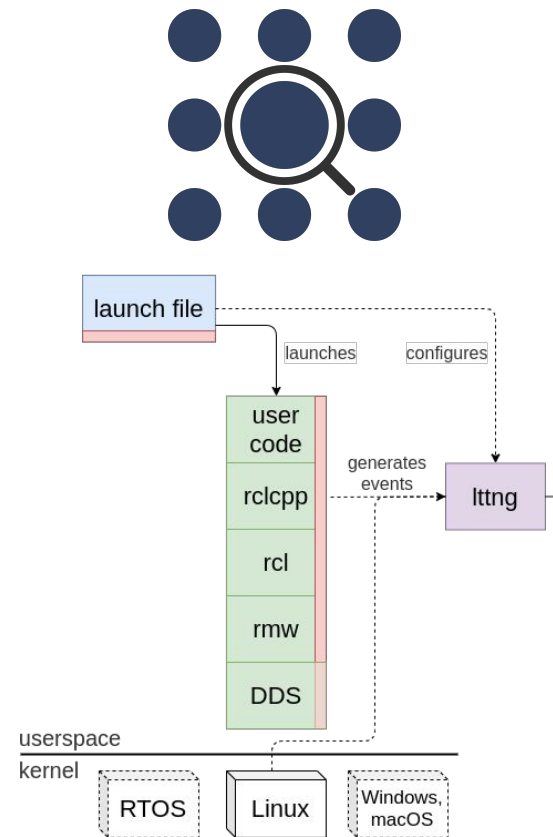 launch file
launches
configures
user
code
generates
events
rclcpp
lttng
rcl
rmw
DDS
userspace
kernel
RTOS
Linux
Windows,
macOS